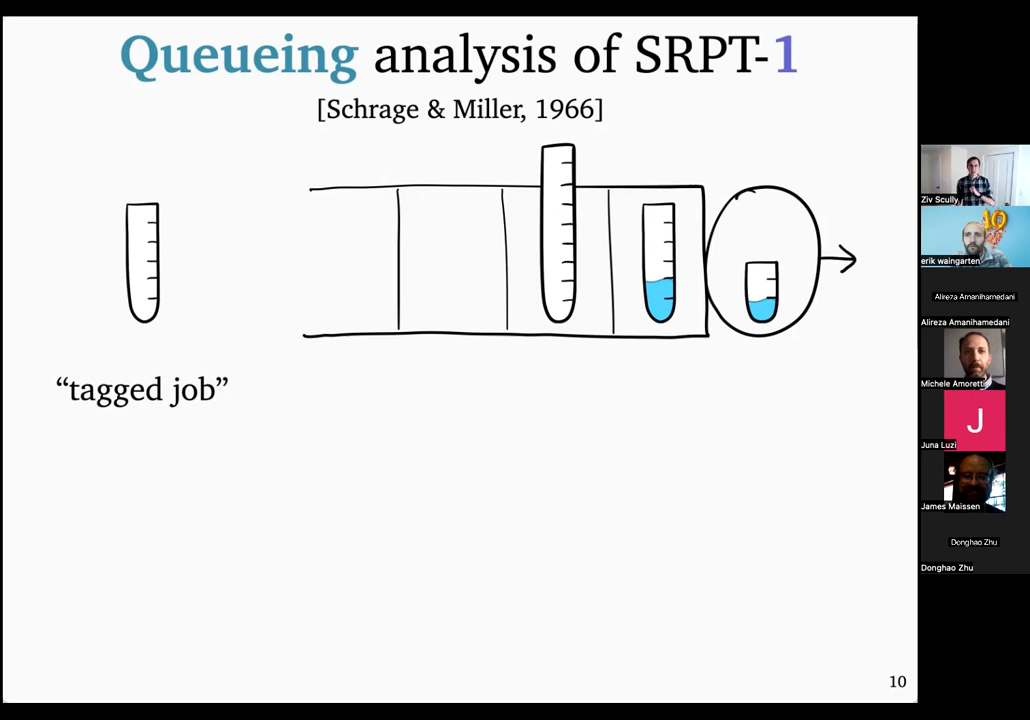 Queueing analysis of SRPT-1
[Schrage & Miller, 1966]
“tagged job”
10
Ziv Scully
erik waingarten
Alireza Amanihamedani
Alireza Amanihamedani
Michele Amoretti
J
Juna Luzi
James Maissen
Donghao Zhu
Donghao Zhu